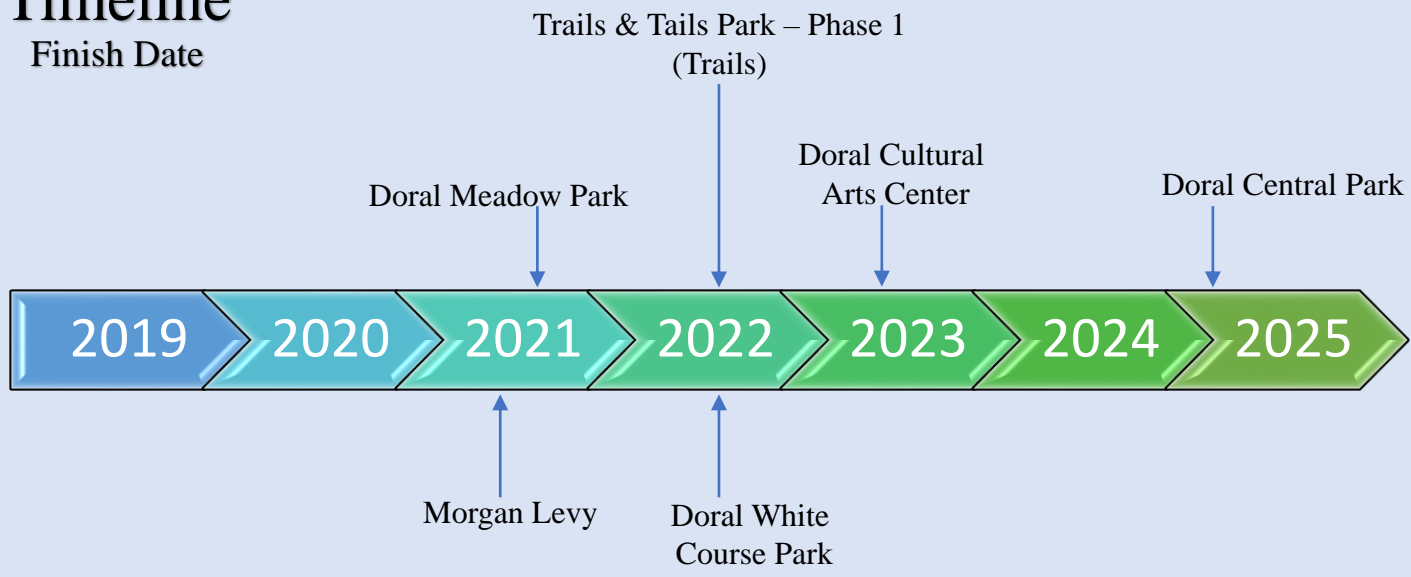 Timeline
Finish Date
Trails & Tails Park – Phase 1
(Trails)
Doral Cultural
Arts Center
Doral Meadow Park
Doral Central Park
2019
2020
2021
2022
2023
2024
2025
Morgan Levy
Doral White
Course Park